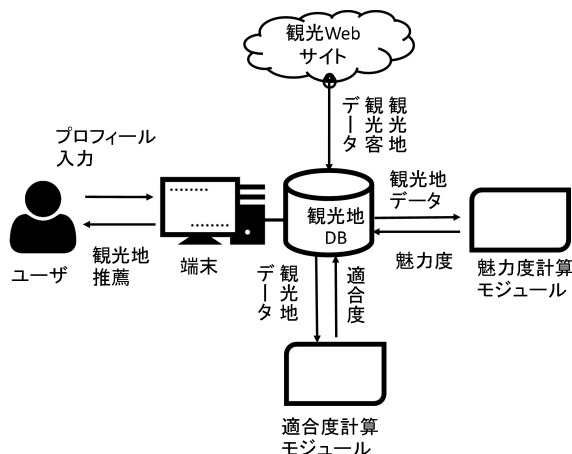 観光Web
サイト
観光地
観光客
データ
プロフィール
入力
観光地
データ
観光地
DB
魅力度
観光地
推薦
ユーザ
端末
観光地
データ
適合度
魅力度計算
モジュール
適合度計算
モジュール